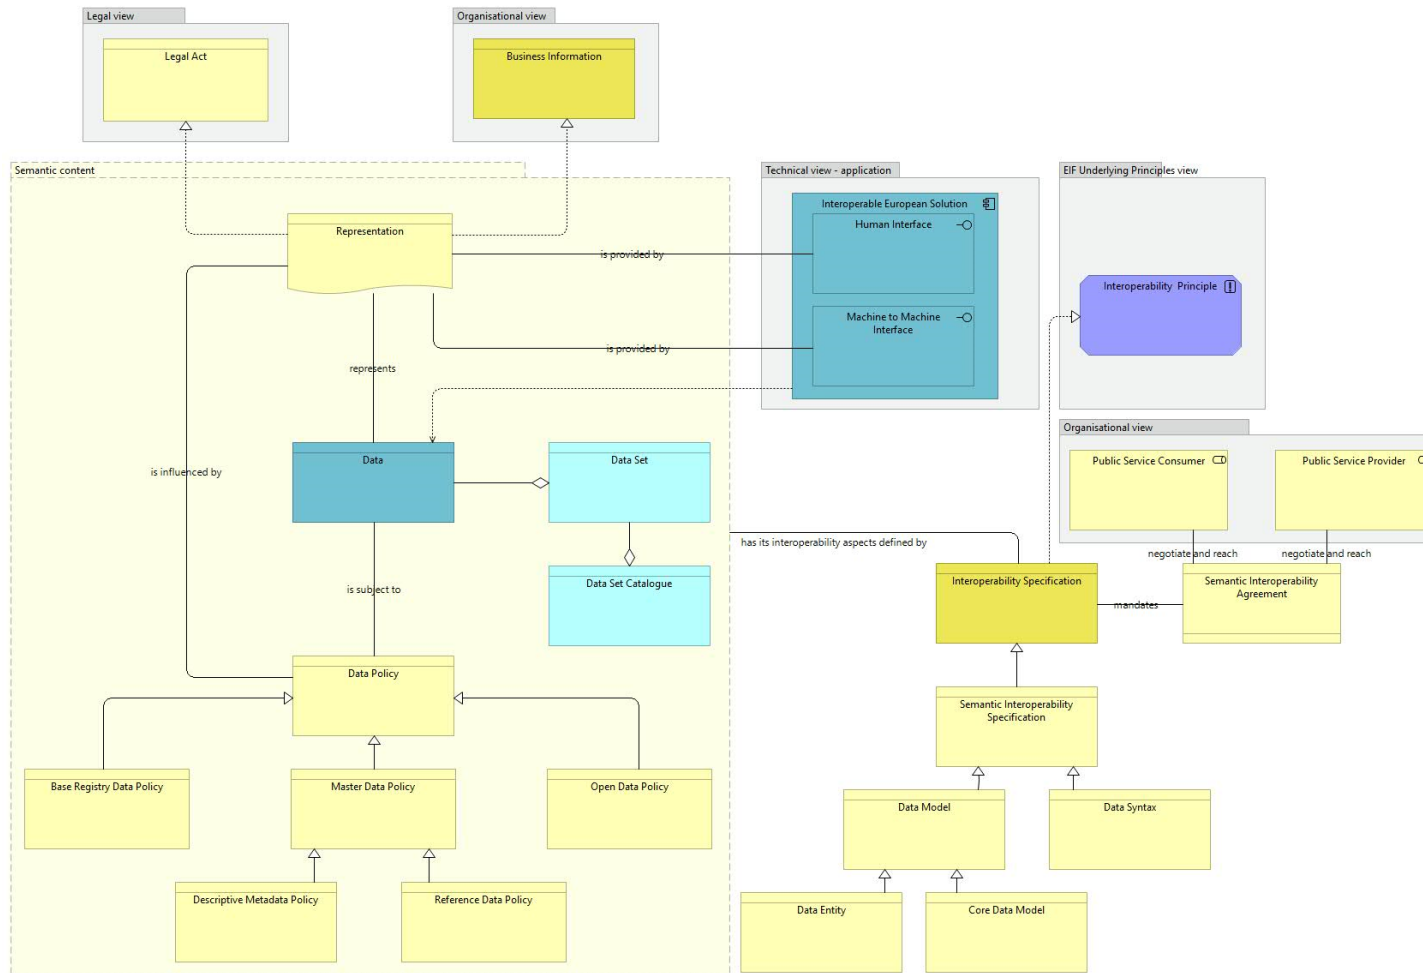 Legal view
Organisational view
Legal Act
Business Information
Semantic content
Technical view - application
EIF Underlying Principles view
Interoperable European Solution
Human Interface
Representation
is provided by
Interoperability  Principle
Machine to Machine
Interface
is provided by
represents
Organisational view
Data
Data Set
Public Service Consumer
Public Service Provider
is influenced by
has its interoperability aspects defined by
negotiate and reach
negotiate and reach
is subject to
Data Set Catalogue
Interoperability Specification
Semantic Interoperability
Agreement
mandates
Data Policy
Semantic Interoperability
Specification
Base Registry Data Policy
Master Data Policy
Open Data Policy
Data Model
Data Syntax
Descriptive Metadata Policy
Reference Data Policy
Data Entity
Core Data Model